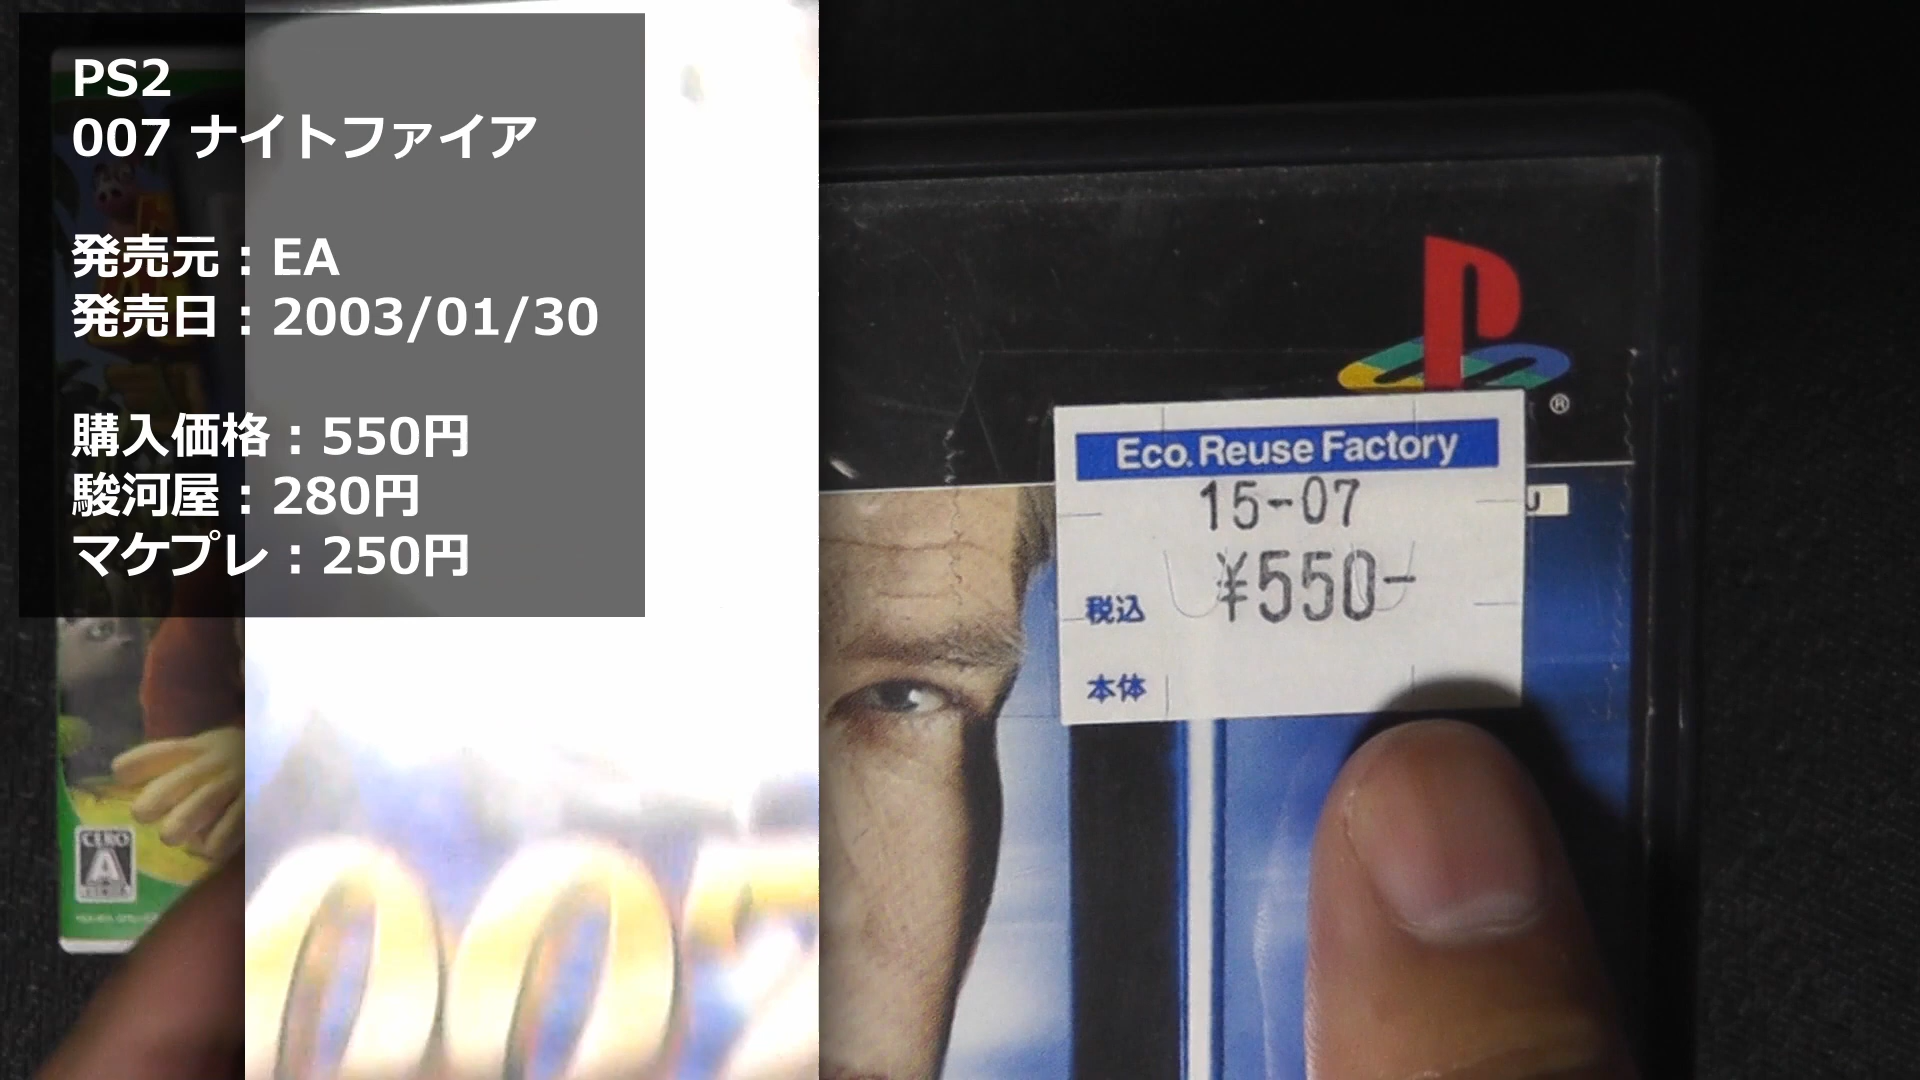 PS2
007 ナイトファイア
発売元：EA
発売日：2003/01/30
購入価格：550円
駿河屋：280円
マケプレ：250円
®
Eco. Reuse Factory
15-07
税込 ¥550-
本体
CERO
A
007